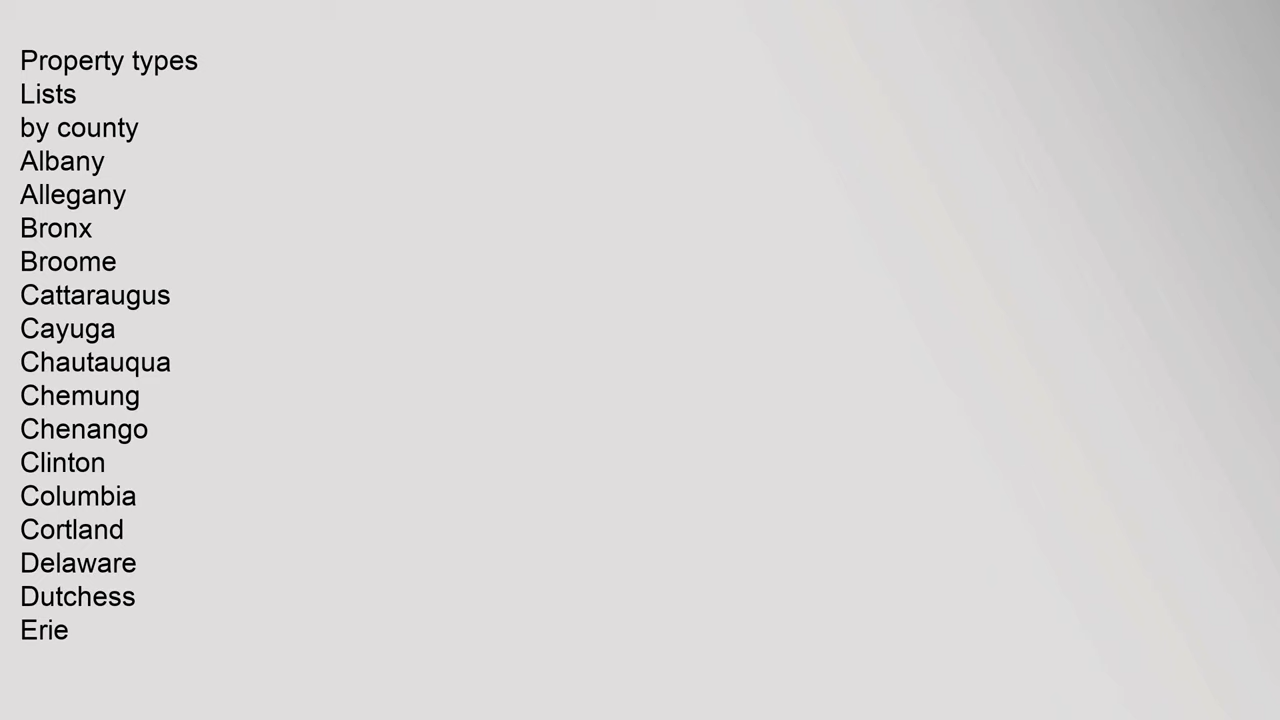 Property types
Lists
by county
Albany
Allegany
Bronx
Broome
Cattaraugus
Cayuga
Chautauqua
Chemung
Chenango
Clinton
Columbia
Cortland
Delaware
Dutchess
Erie